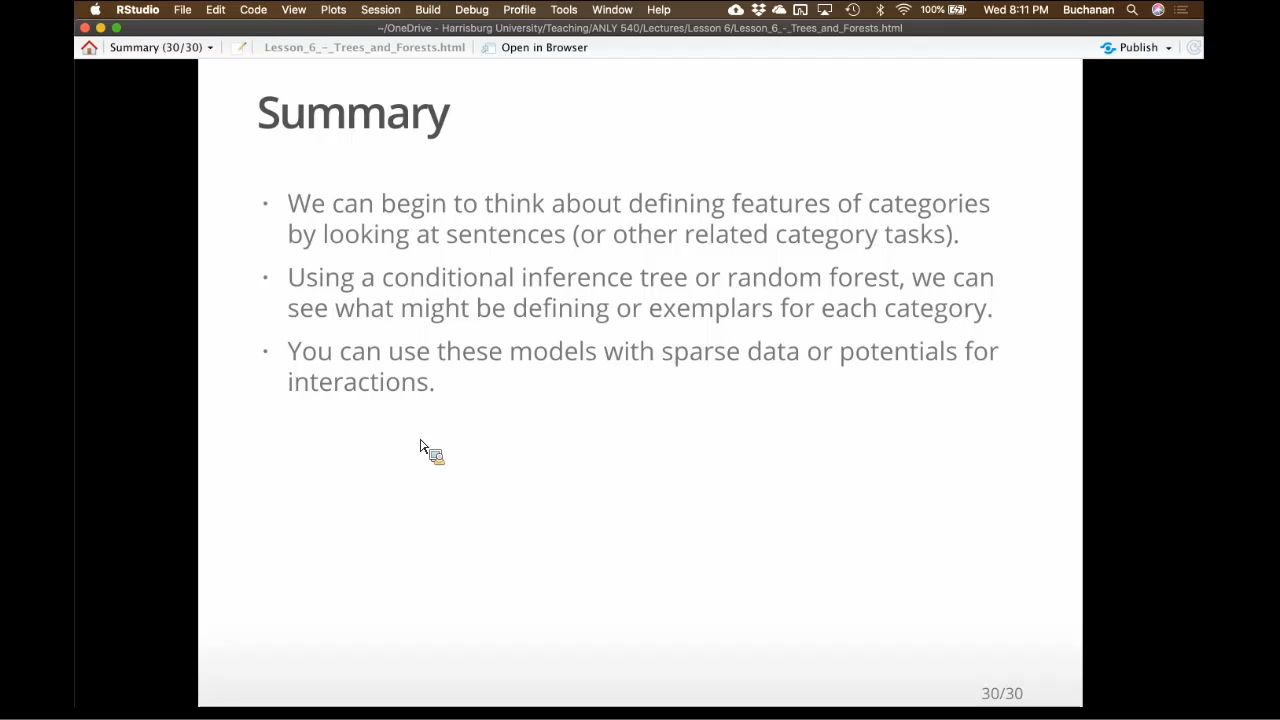 RStudio File Edit Code View Plots Session Build Debug Profile Tools Window Help 100% Wed 8:11 PM Buchanan
~/OneDrive - Harrisburg University/Teaching/ANLY 540/Lectures/Lesson 6/Lesson_6_-_Trees_and_Forests.html
Summary (30/30) Lesson_6_-_Trees_and_Forests.html Open in Browser Publish
Summary
· We can begin to think about defining features of categories
by looking at sentences (or other related category tasks).
· Using a conditional inference tree or random forest, we can
see what might be defining or exemplars for each category.
· You can use these models with sparse data or potentials for
interactions.
30/30